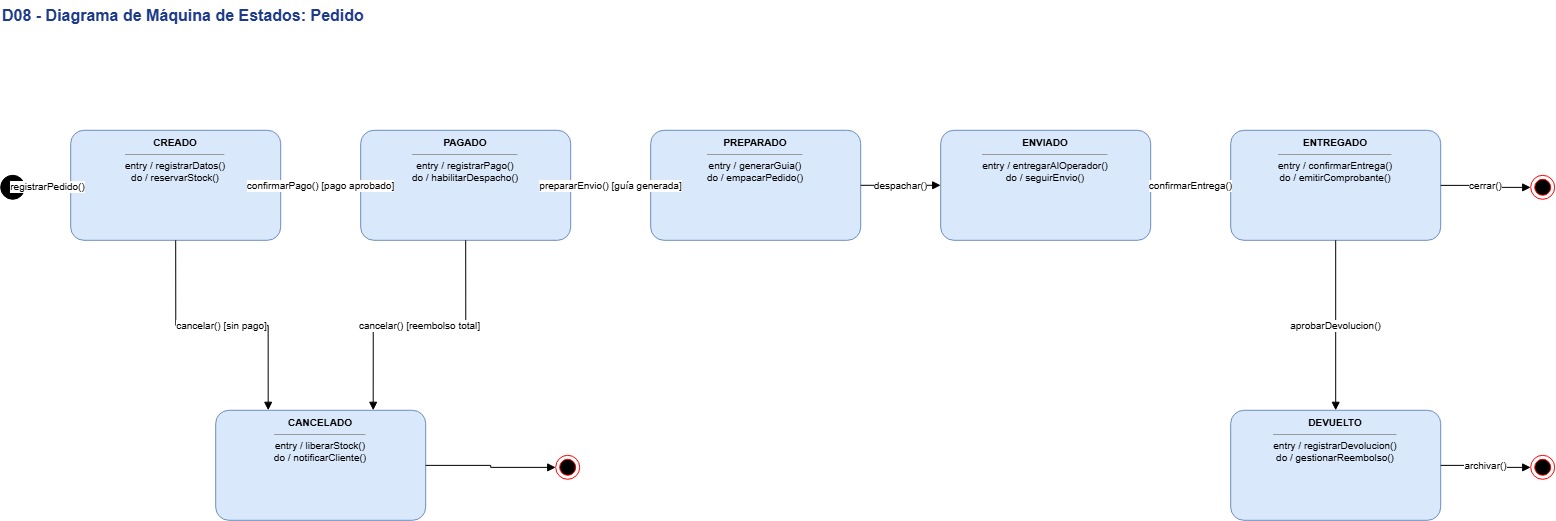 D08 - Diagrama de Máquina de Estados: Pedido
CREADO
entry / registrarDatos()
do / reservarStock()
PAGADO
entry / registrarPago()
do / habilitarDespacho()
PREPARADO
entry / generarGuia()
do / empacarPedido()
ENVIADO
entry / entregarAlOperador()
do / seguirEnvio()
ENTREGADO
entry / confirmarEntrega()
do / emitirComprobante()
registrarPedido()
confirmarPago() [pago aprobado]
prepararEnvio() [guía generada]
despachar()
confirmarEntrega()
cerrar()
cancelar() [sin pago]
cancelar() [reembolso total]
aprobarDevolucion()
CANCELADO
entry / liberarStock()
do / notificarCliente()
DEVUELTO
entry / registrarDevolucion()
do / gestionarReembolso()
archivar()